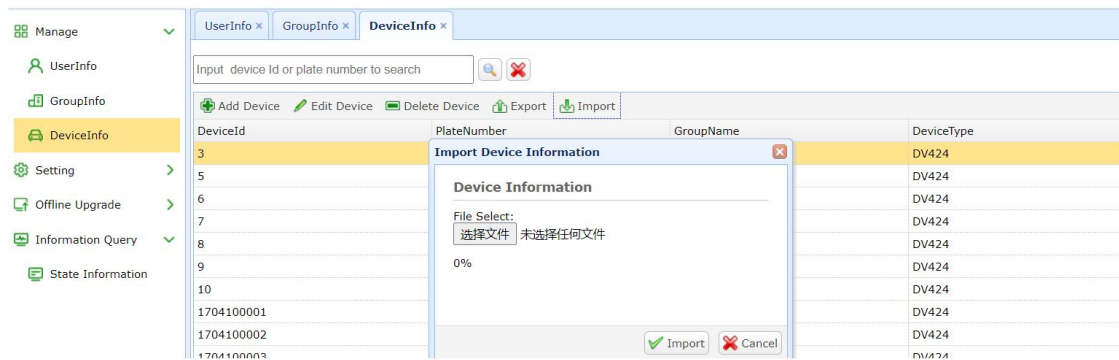 Manage
UserInfo
GroupInfo
DeviceInfo
Setting
Offline Upgrade
Information Query
State Information
UserInfo × GroupInfo × DeviceInfo ×
Input device Id or plate number to search
Add Device Edit Device Delete Device Export Import
DeviceId PlateNumber GroupName DeviceType
3 DV424
5 DV424
6 DV424
7 DV424
8 DV424
9 DV424
10 DV424
1704100001 DV424
1704100002 DV424
1704100003 DV424
Import Device Information
Device Information
File Select:
选择文件 未选择任何文件
0%
Import Cancel